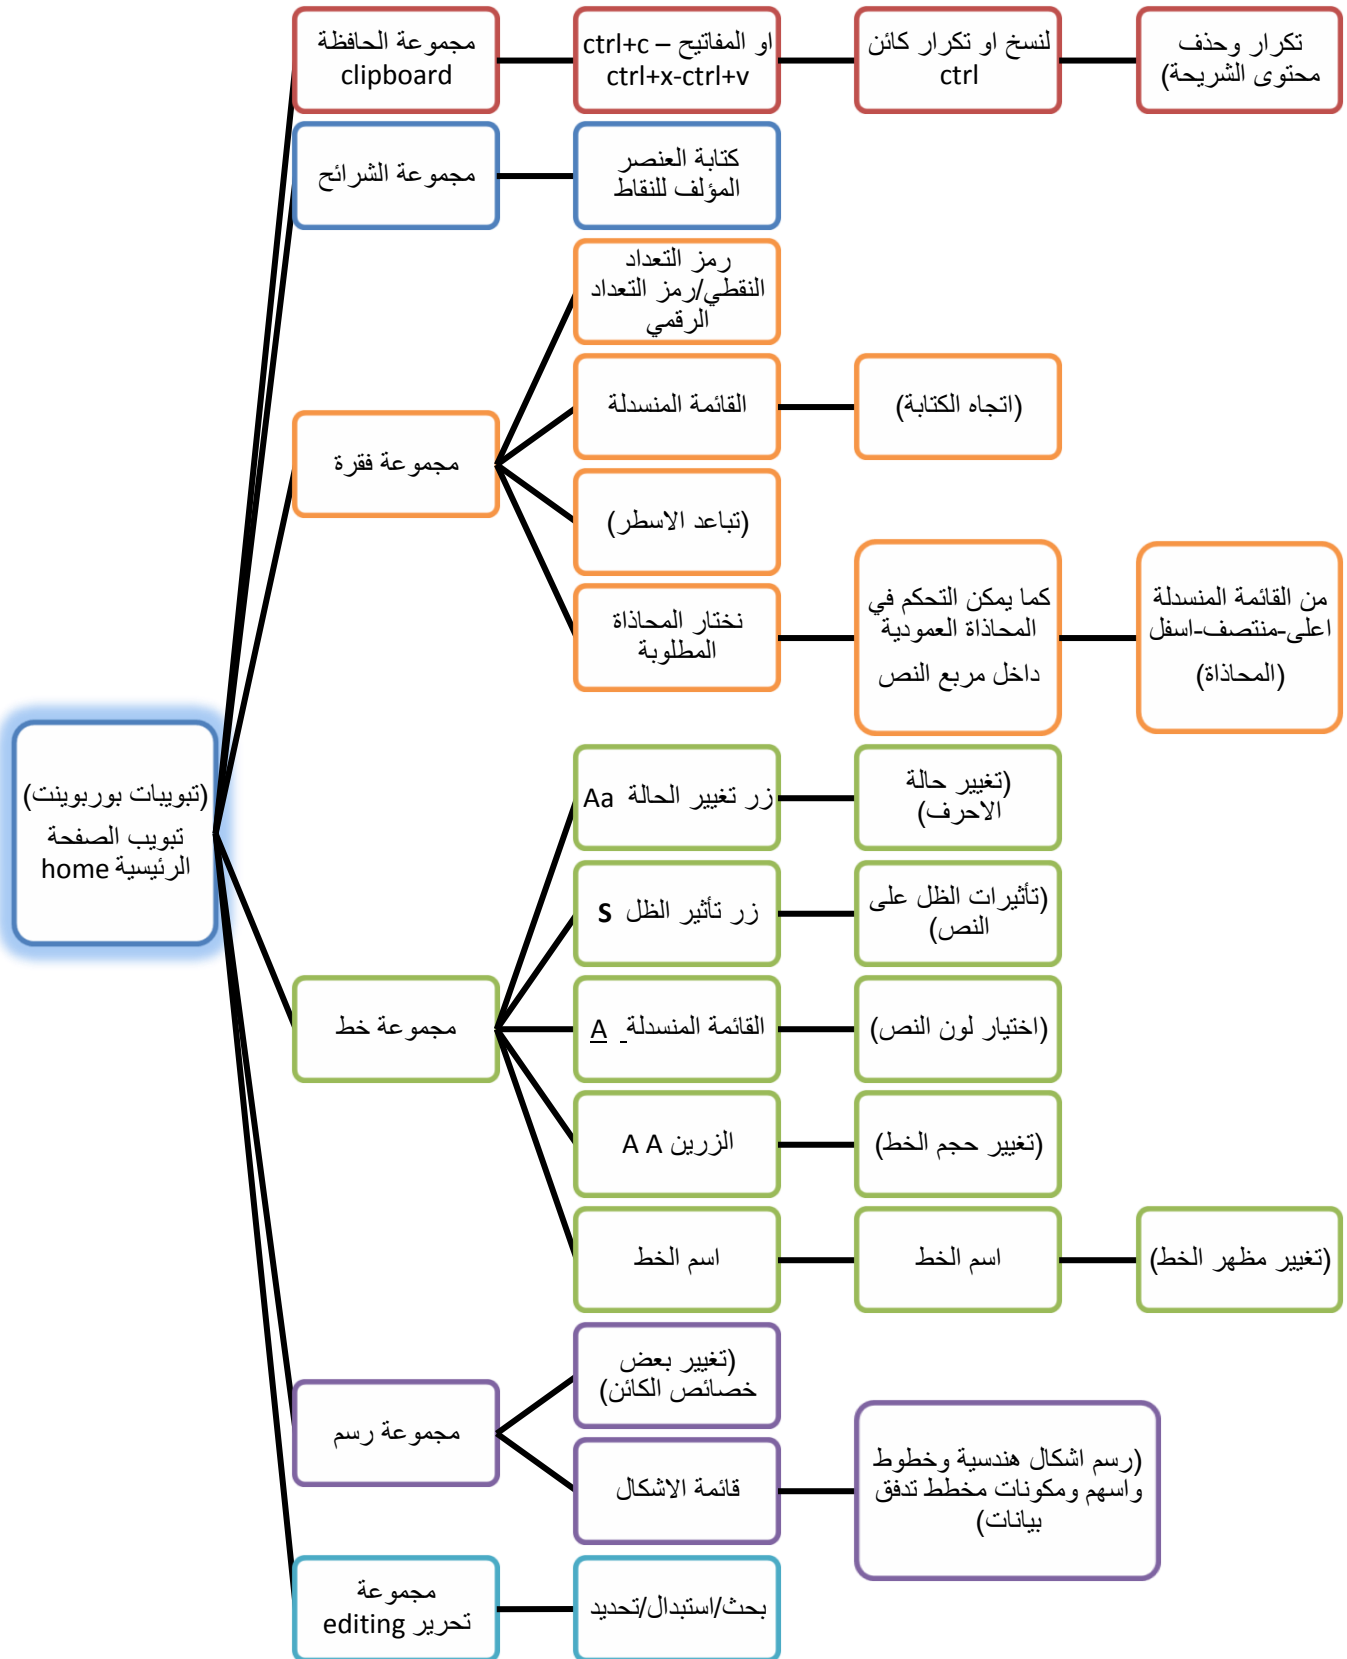 (تبويبات بوربوينت)
تبويب الصفحة
الرئيسية home
مجموعة الحافظة
clipboard
او المفاتيح – ctrl+c
ctrl+x-ctrl+v
لنسخ او تكرار كائن
ctrl
تكرار وحذف
محتوى الشريحة)
مجموعة الشرائح
كتابة العنصر
المؤلف للنقاط
مجموعة فقرة
رمز التعداد
النقطي/رمز التعداد
الرقمي
القائمة المنسدلة
(اتجاه الكتابة)
(تباعد الاسطر)
نختار المحاذاة
المطلوبة
كما يمكن التحكم في
المحاذاة العمودية
داخل مربع النص
من القائمة المنسدلة
اعلى-منتصف-اسفل
(المحاذاة)
مجموعة خط
زر تغيير الحالة Aa
(تغيير حالة
الاحرف)
زر تأثير الظل S
(تأثيرات الظل على
النص)
القائمة المنسدلة A
(اختيار لون النص)
الزرين A A
(تغيير حجم الخط)
اسم الخط
اسم الخط
(تغيير مظهر الخط)
مجموعة رسم
(تغيير بعض
خصائص الكائن)
قائمة الاشكال
(رسم اشكال هندسية وخطوط
واسهم ومكونات مخطط تدفق
بيانات)
مجموعة
تحرير editing
بحث/استبدال/تحديد